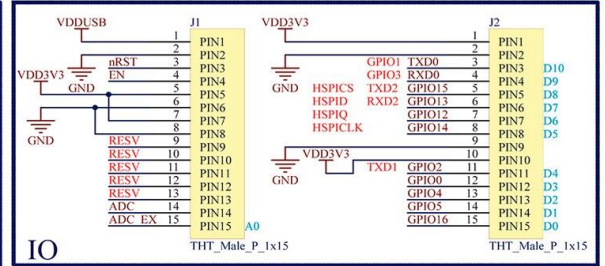 VDDUSB J1
1 PIN1
2 PIN2
nRST 3 PIN3
EN 4 PIN4
VDD3V3 GND 5 PIN5
6 PIN6
7 PIN7
GND 8 PIN8
RESV 9 PIN9
RESV 10 PIN10
RESV 11 PIN11
RESV 12 PIN12
RESV 13 PIN13
ADC 14 PIN14
ADC EX 15 PIN15 A0
THT_Male_P_1x15
VDD3V3 J2
1 PIN1
2 PIN2
GPIO1 TXD0 3 PIN3 D10
GND GPIO3 RXD0 4 PIN4 D9
HSPICS TXD2 GPIO15 5 PIN5 D8
HSPID RXD2 GPIO13 6 PIN6 D7
HSPIQ GPIO12 7 PIN7 D6
HSPICLK GPIO14 8 PIN8 D5
9 PIN9
VDD3V3 10 PIN10
GND TXD1 GPIO2 11 PIN11 D4
GPIO0 12 PIN12 D3
GPIO4 13 PIN13 D2
GPIO5 14 PIN14 D1
GPIO16 15 PIN15 D0
THT_Male_P_1x15
IO